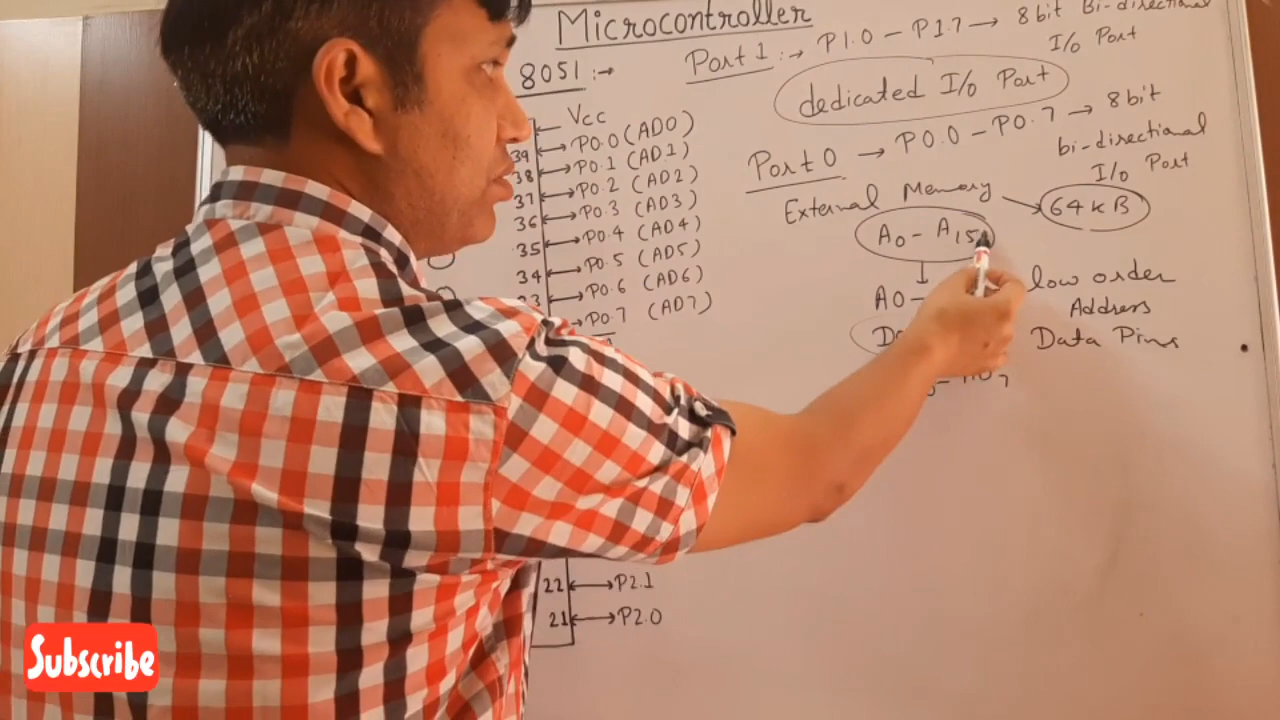 Microcontroller
8051 :→
Port 1 :→ P1.0 – P1.7 → 8 bit Bi-directional
I/o Port
dedicated I/o Port
Port 0 → P0.0 – P0.7 → 8 bit
bi-directional
I/o Port
External Memory → 64 KB
A0 – A15
A0 – low order
Address
Data Pins
Vcc
39 P0.0 (AD0)
38 P0.1 (AD1)
37 P0.2 (AD2)
36 P0.3 (AD3)
35 P0.4 (AD4)
34 P0.5 (AD5)
P0.6 (AD6)
P0.7 (AD7)
22 P2.1
21 P2.0
Subscribe